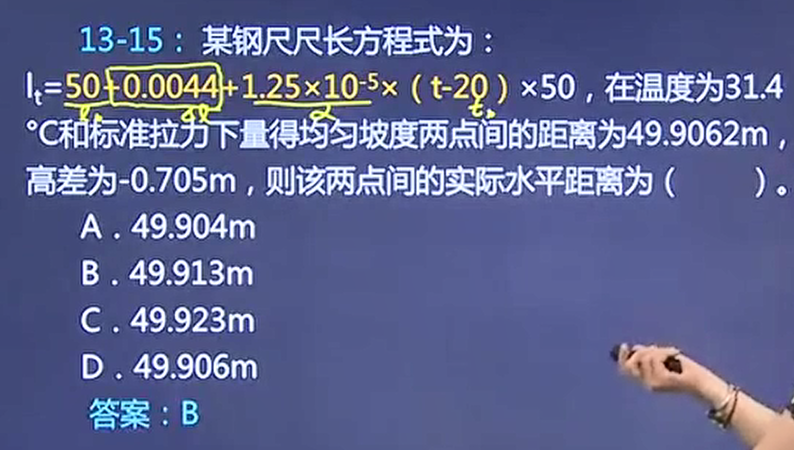 13-15：某钢尺尺长方程式为：
lt=50+0.0044+1.25×10-5×（t-20）×50，在温度为31.4
℃和标准拉力下量得均匀坡度两点间的距离为49.9062m，
高差为-0.705m，则该两点间的实际水平距离为（　　）。
A．49.904m
B．49.913m
C．49.923m
D．49.906m
答案：B